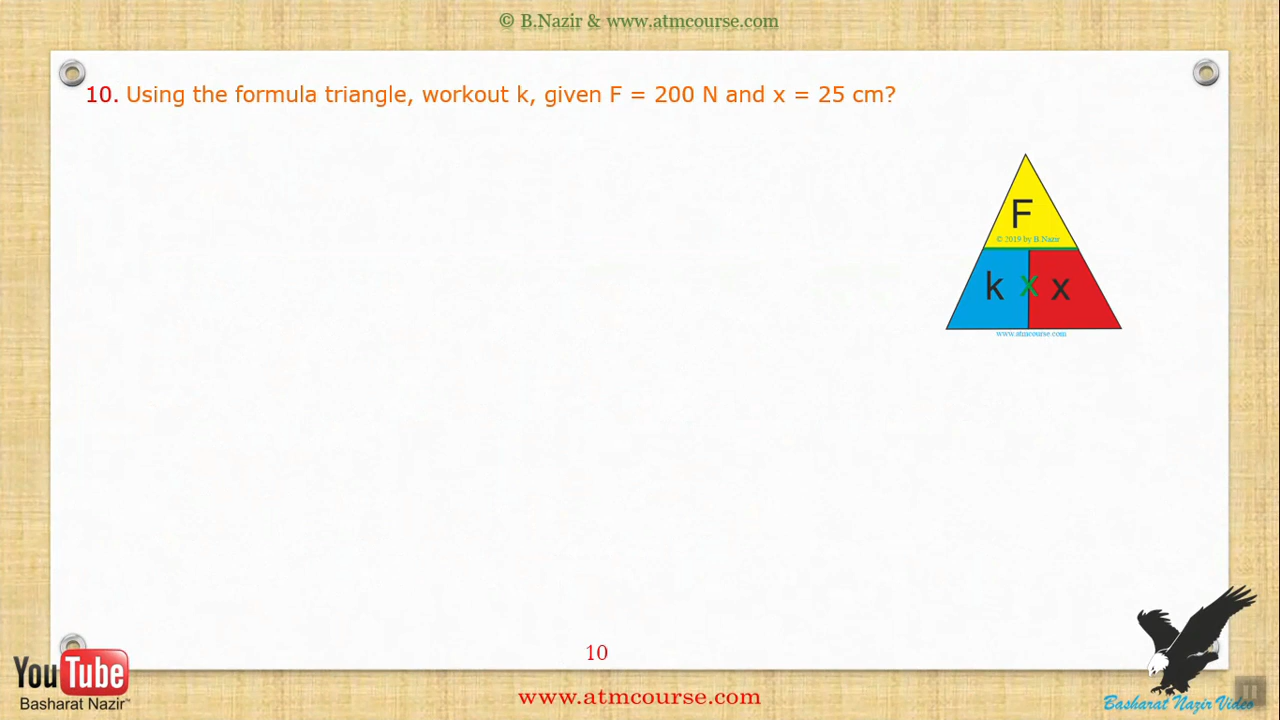 © B.Nazir & www.atmcourse.com
10. Using the formula triangle, workout k, given F = 200 N and x = 25 cm?
F
© 2019 by B.Nazir
k x x
www.atmcourse.com
10
YouTube
Basharat Nazir™
www.atmcourse.com
Basharat Nazir Video